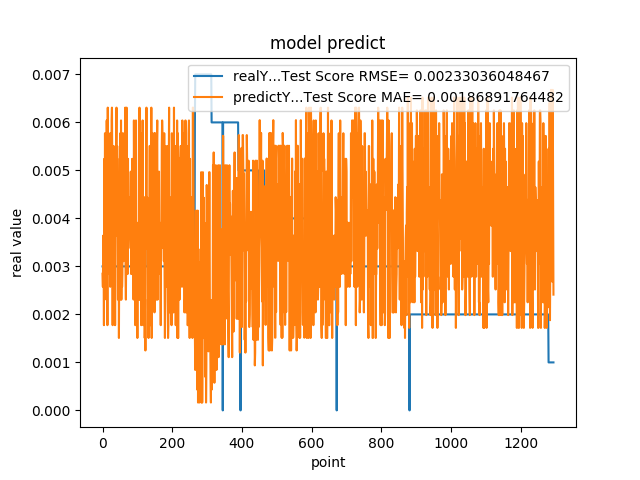 model predict
realY...Test Score RMSE= 0.00233036048467
predictY...Test Score MAE= 0.00186891764482
0.007
0.006
0.005
0.004
0.003
0.002
0.001
0.000
real value
0 200 400 600 800 1000 1200
point